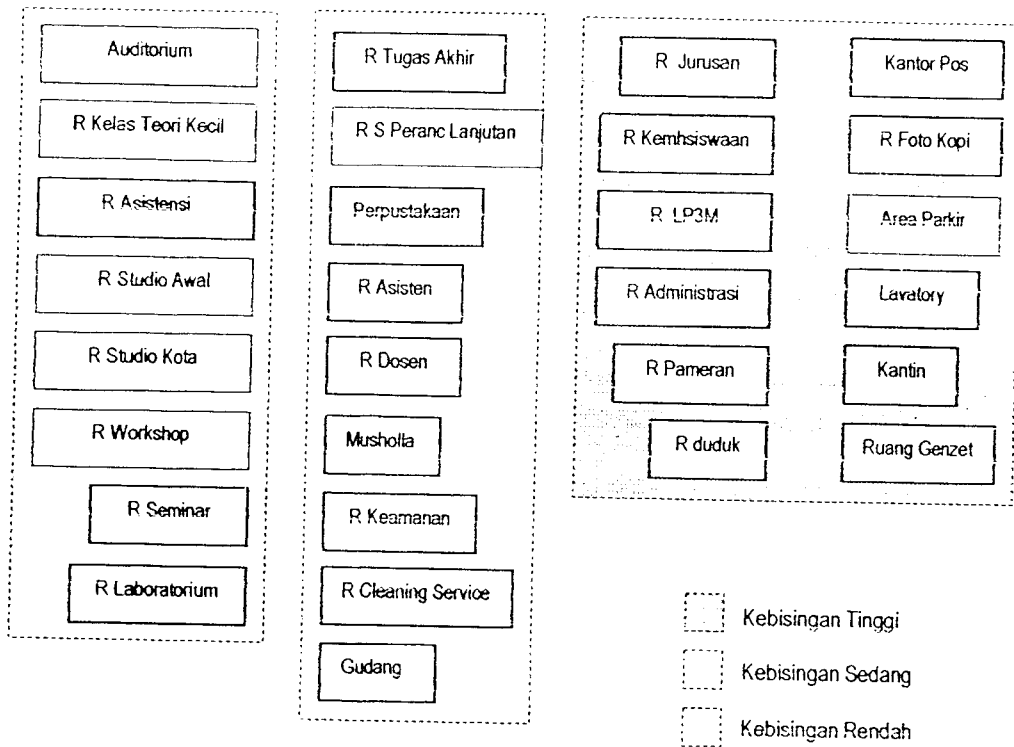 Auditorium
R Kelas Teori Kecil
R Asistensi
R Studio Awal
R Studio Kota
R Workshop
R Seminar
R Laboratorium
R Tugas Akhir
R S Peranc Lanjutan
Perpustakaan
R Asisten
R Dosen
Musholla
R Keamanan
R Cleaning Service
Gudang
R Jurusan
R Kemhsiswaan
R LP3M
R Administrasi
R Pameran
R duduk
Kantor Pos
R Foto Kopi
Area Parkir
Lavatory
Kantin
Ruang Genzet
Kebisingan Tinggi
Kebisingan Sedang
Kebisingan Rendah